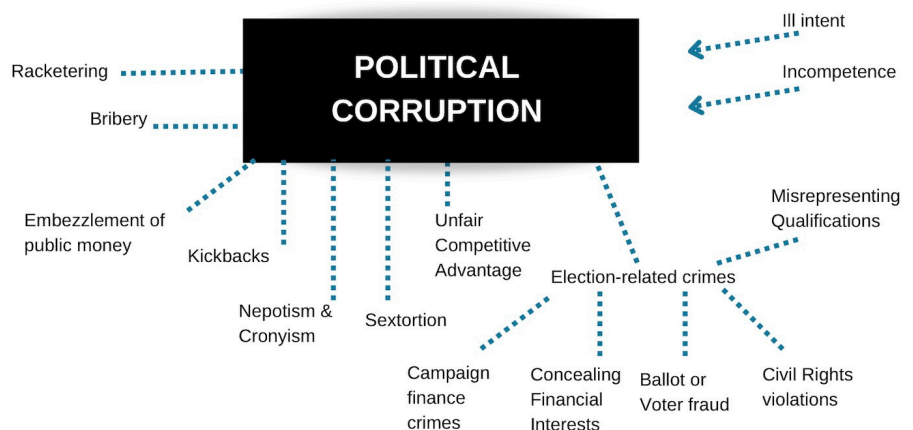 POLITICAL
CORRUPTION
Ill intent
Incompetence
Racketering
Bribery
Embezzlement of
public money
Kickbacks
Nepotism &
Cronyism
Sextortion
Unfair
Competitive
Advantage
Election-related crimes
Misrepresenting
Qualifications
Campaign
finance
crimes
Concealing
Financial
Interests
Ballot or
Voter fraud
Civil Rights
violations